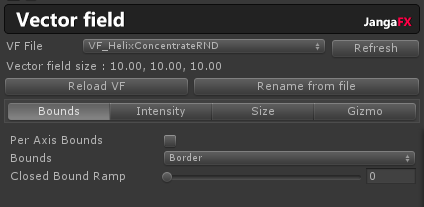 Vector field JangaFX
VF File VF_HelixConcentrateRND Refresh
Vector field size : 10.00, 10.00, 10.00
Reload VF Rename from file
Bounds Intensity Size Gizmo
Per Axis Bounds
Bounds Border
Closed Bound Ramp 0